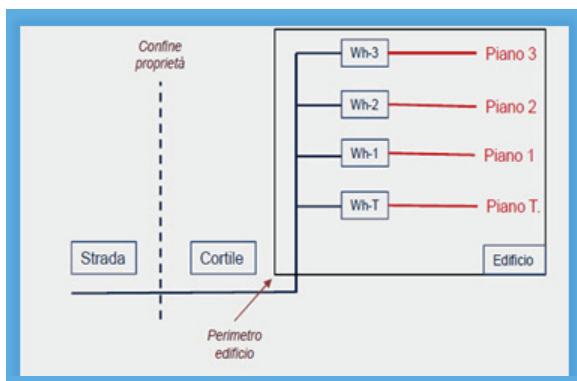 Confine
proprietà
Wh-3
Piano 3
Wh-2
Piano 2
Wh-1
Piano 1
Wh-T
Piano T.
Strada
Cortile
Edificio
Perimetro
edificio